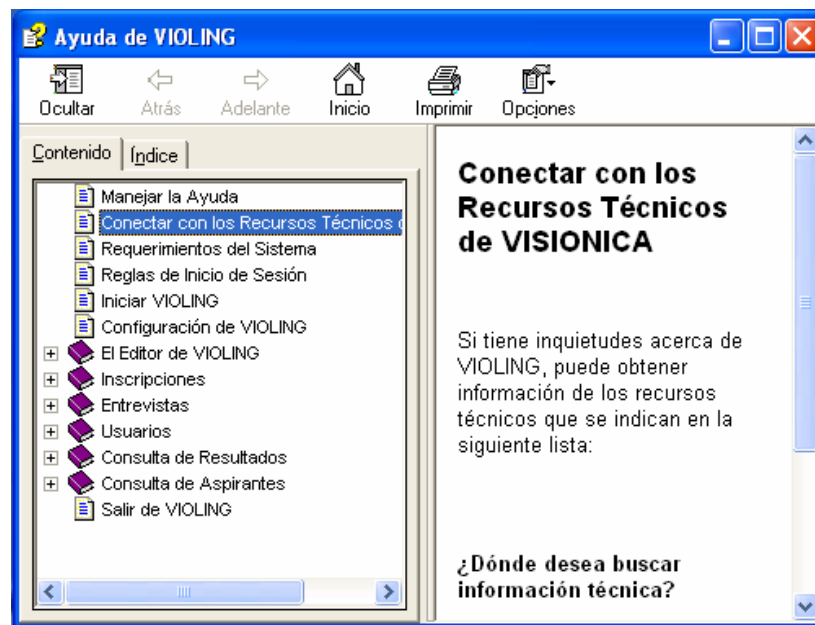 Ayuda de VIOLING
Ocultar Atrás Adelante Inicio Imprimir Opciones
Contenido Índice
Manejar la Ayuda
Conectar con los Recursos Técnicos d
Requerimientos del Sistema
Reglas de Inicio de Sesión
Iniciar VIOLING
Configuración de VIOLING
El Editor de VIOLING
Inscripciones
Entrevistas
Usuarios
Consulta de Resultados
Consulta de Aspirantes
Salir de VIOLING
Conectar con los
Recursos Técnicos
de VISIONICA
Si tiene inquietudes acerca de
VIOLING, puede obtener
información de los recursos
técnicos que se indican en la
siguiente lista:
¿Dónde desea buscar
información técnica?